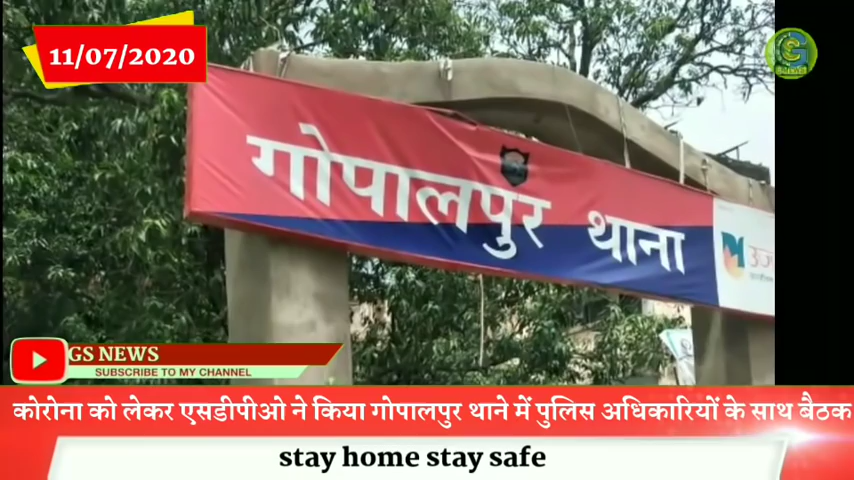 11/07/2020
गोपालपुर थाना
GS NEWS
SUBSCRIBE TO MY CHANNEL
कोरोना को लेकर एसडीपीओ ने किया गोपालपुर थाने में पुलिस अधिकारियों के साथ बैठक
stay home stay safe